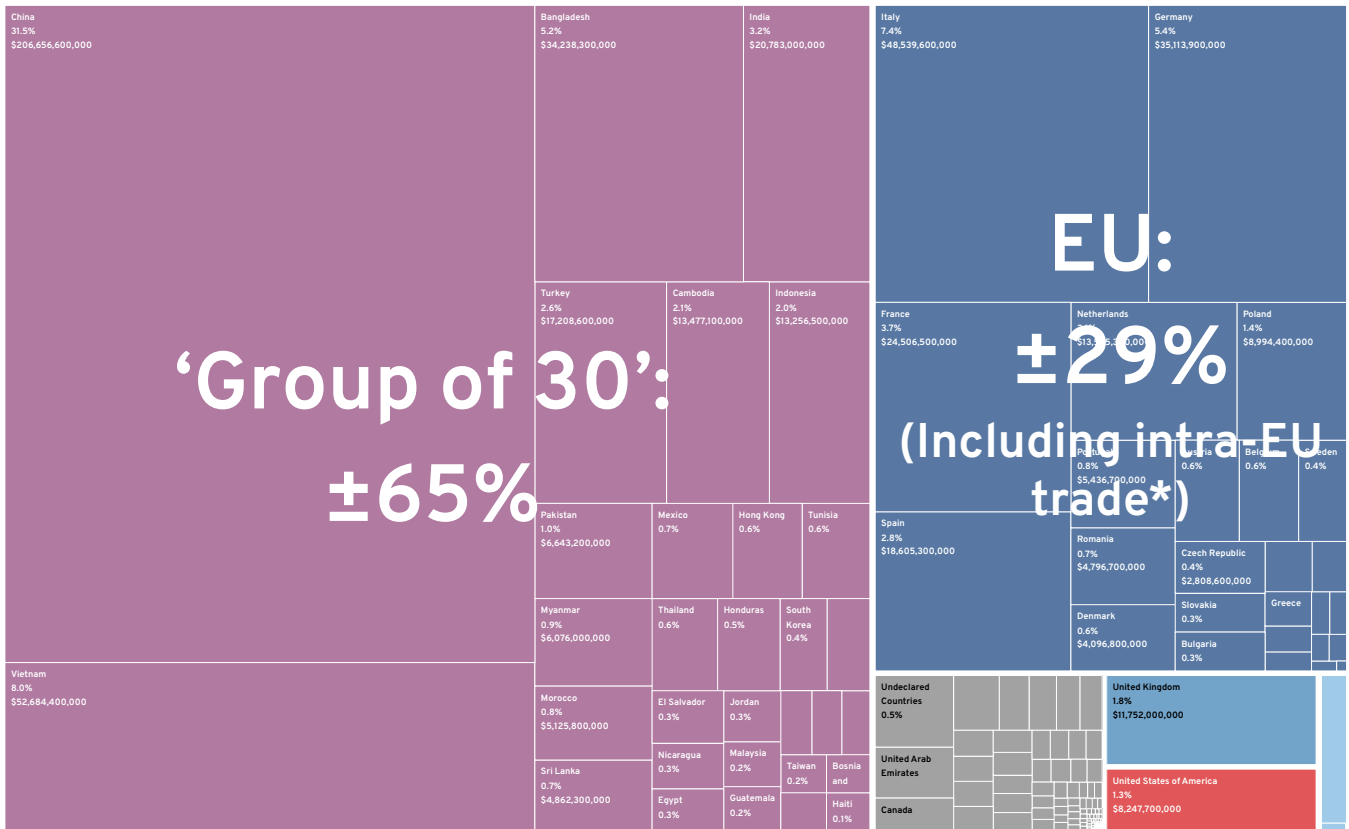 China
31.5%
$206,656,600,000
Bangladesh
5.2%
$34,238,300,000
India
3.2%
$20,783,000,000
Turkey
2.6%
$17,208,600,000
Cambodia
2.1%
$13,477,100,000
Indonesia
2.0%
$13,256,500,000
‘Group of 30’:
±65%
Pakistan
1.0%
$6,643,200,000
Mexico
0.7%
Hong Kong
0.6%
Tunisia
0.6%
Myanmar
0.9%
$6,076,000,000
Thailand
0.6%
Honduras
0.5%
South
Korea
0.4%
Vietnam
8.0%
$52,684,400,000
Morocco
0.8%
$5,125,800,000
El Salvador
0.3%
Jordan
0.3%
Nicaragua
0.3%
Malaysia
0.2%
Sri Lanka
0.7%
$4,862,300,000
Egypt
0.3%
Guatemala
0.2%
Taiwan
0.2%
Bosnia
and
Haiti
0.1%
Italy
7.4%
$48,539,600,000
Germany
5.4%
$35,113,900,000
EU:
±29%
(Including intra-EU
trade*)
France
3.7%
$24,506,500,000
Netherlands
Poland
1.4%
$8,994,400,000
Portugal
0.8%
$5,436,700,000
Austria
0.6%
Belgium
0.6%
Sweden
0.4%
Spain
2.8%
$18,605,300,000
Romania
0.7%
$4,796,700,000
Czech Republic
0.4%
$2,808,600,000
Slovakia
0.3%
Greece
Denmark
0.6%
$4,096,800,000
Bulgaria
0.3%
Undeclared
Countries
0.5%
United Arab
Emirates
Canada
United Kingdom
1.8%
$11,752,000,000
United States of America
1.3%
$8,247,700,000